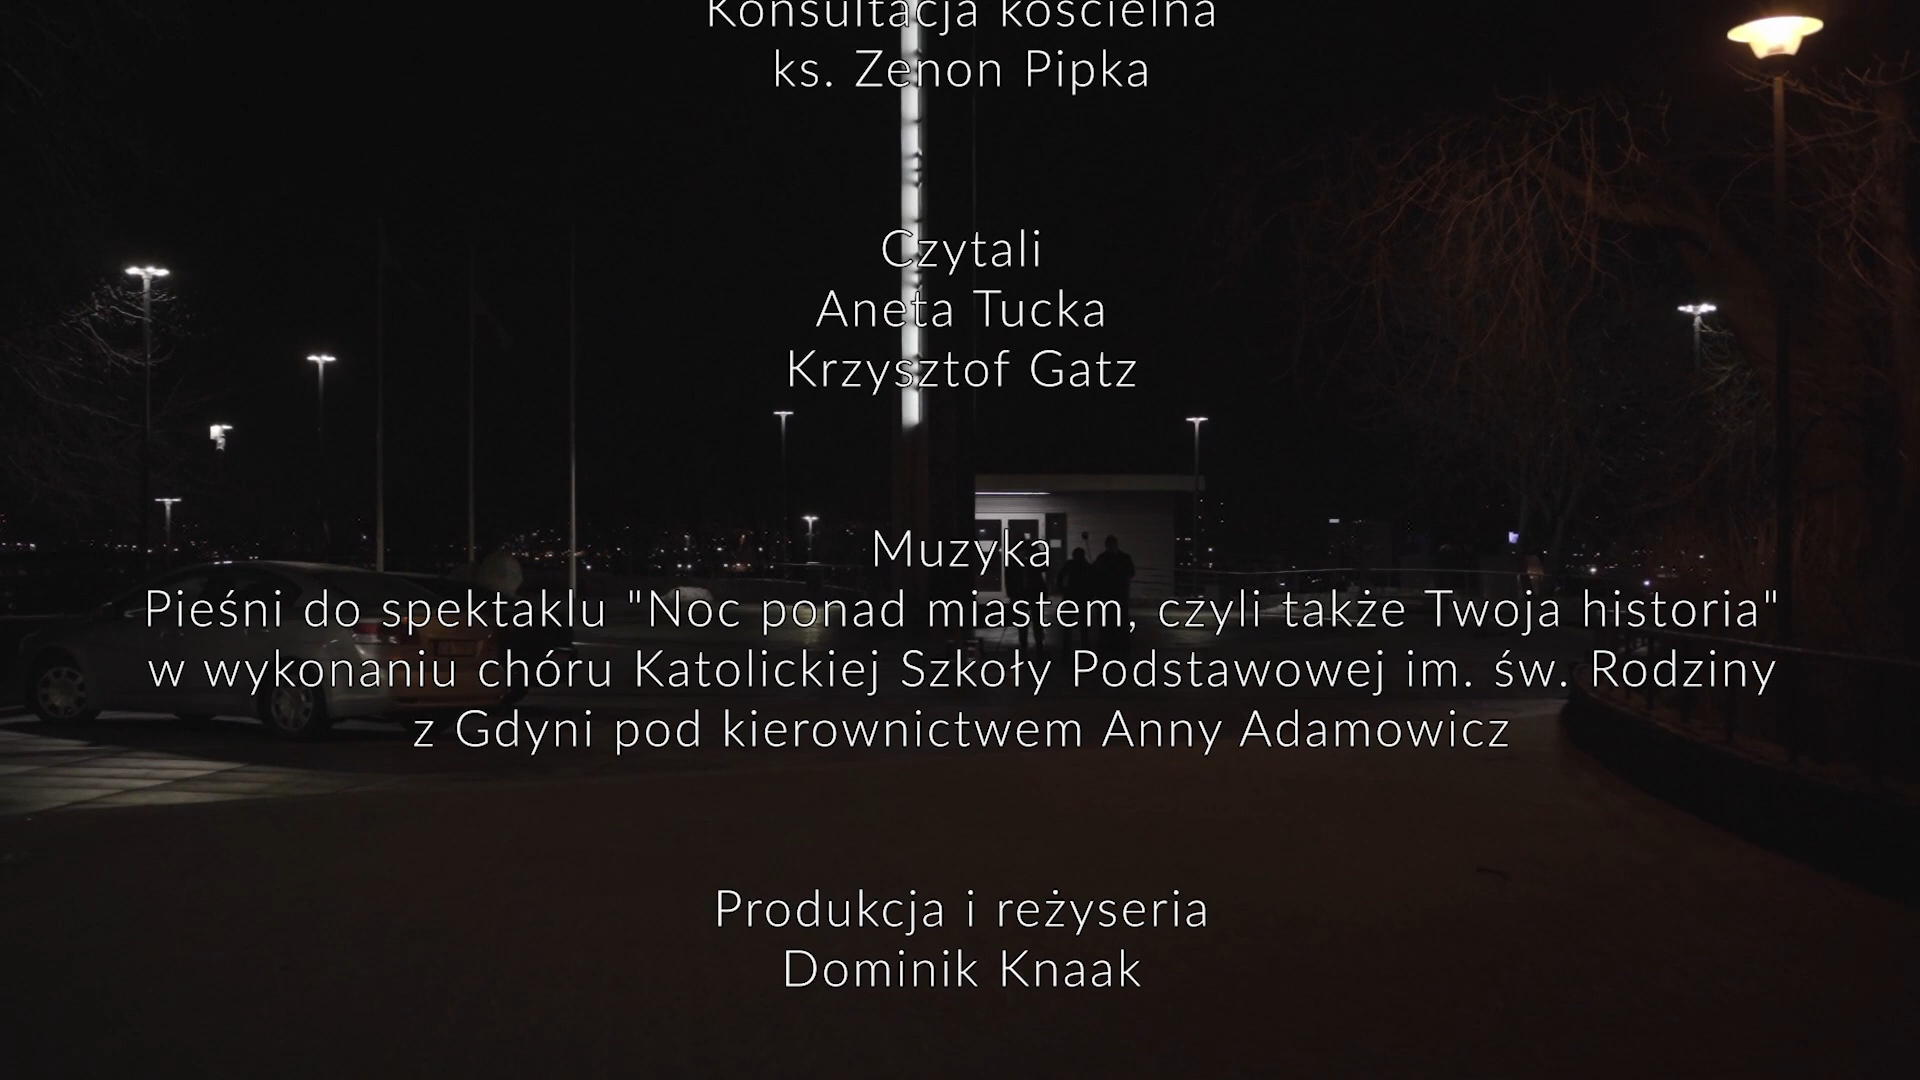 Konsultacja kościelna
ks. Zenon Pipka
Czytali
Aneta Tucka
Krzysztof Gatz
Muzyka
Pieśni do spektaklu "Noc ponad miastem, czyli także Twoja historia"
w wykonaniu chóru Katolickiej Szkoły Podstawowej im. św. Rodziny
z Gdyni pod kierownictwem Anny Adamowicz
Produkcja i reżyseria
Dominik Knaak